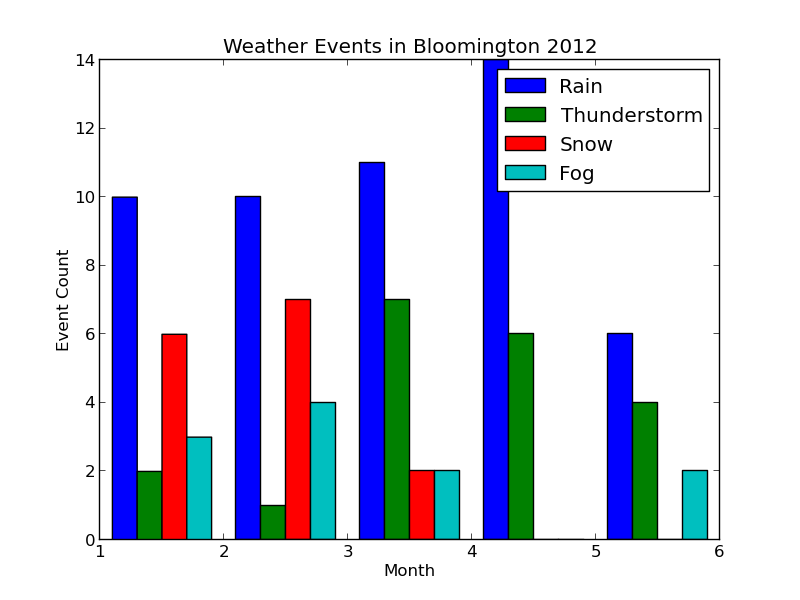 Weather Events in Bloomington 2012
14
12
10
8
6
4
2
0
Event Count
Rain
Thunderstorm
Snow
Fog
1 2 3 4 5 6
Month